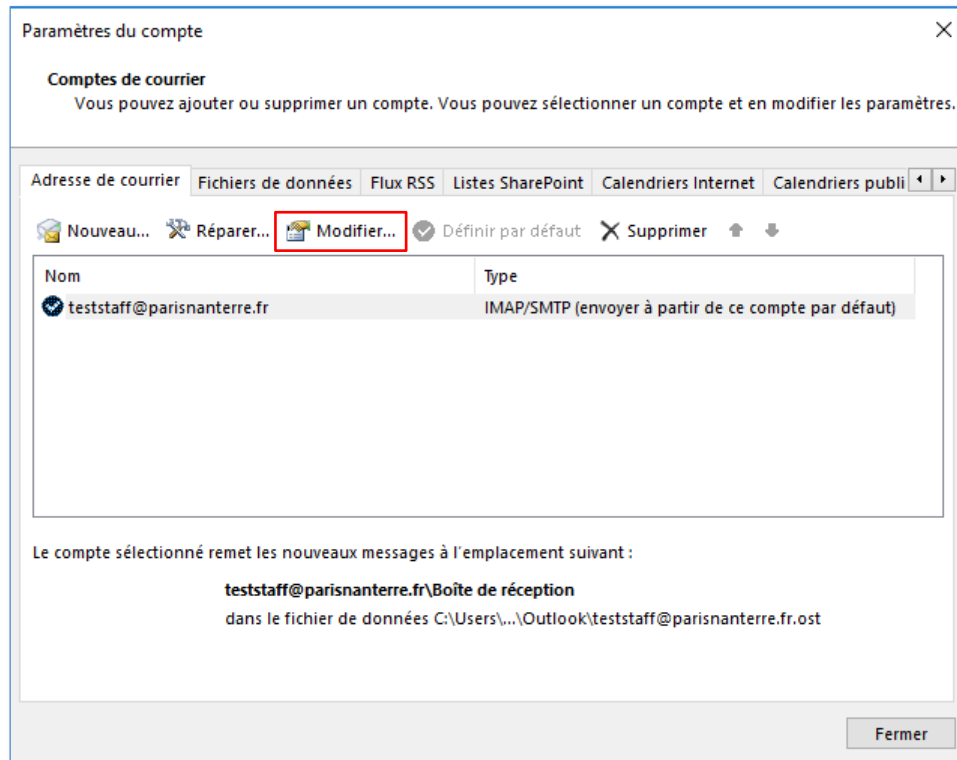 Paramètres du compte
Comptes de courrier
Vous pouvez ajouter ou supprimer un compte. Vous pouvez sélectionner un compte et en modifier les paramètres.
Adresse de courrier Fichiers de données Flux RSS Listes SharePoint Calendriers Internet Calendriers publi
Nouveau... Réparer... Modifier... Définir par défaut Supprimer
Nom Type
teststaff@parisnanterre.fr IMAP/SMTP (envoyer à partir de ce compte par défaut)
Le compte sélectionné remet les nouveaux messages à l'emplacement suivant :
teststaff@parisnanterre.fr\Boîte de réception
dans le fichier de données C:\Users\...\Outlook\teststaff@parisnanterre.fr.ost
Fermer